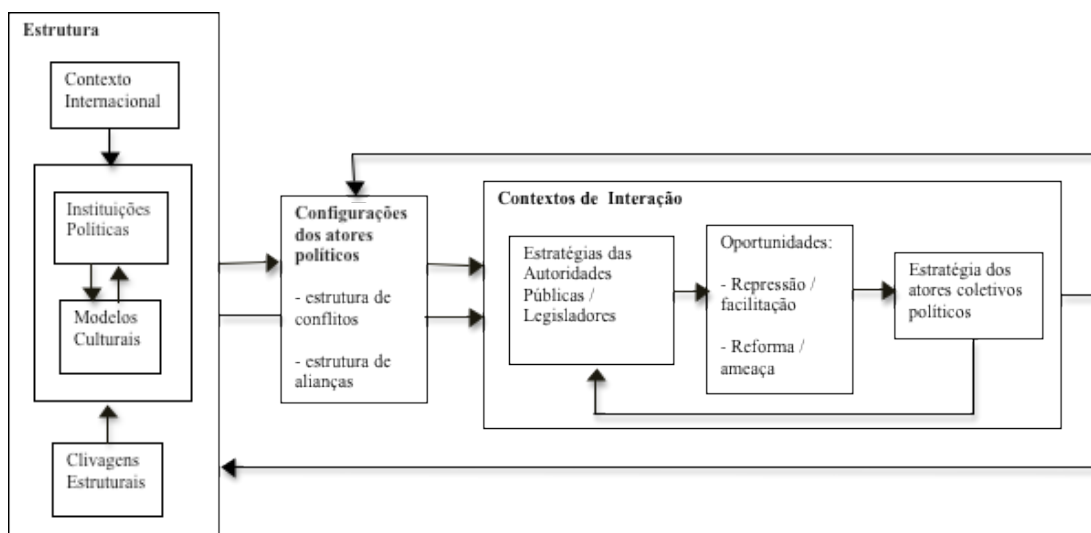 Estrutura
Contexto
Internacional
Instituições
Políticas
Modelos
Culturais
Clivagens
Estruturais
Configurações
dos atores
políticos
- estrutura de
conflitos
- estrutura de
alianças
Contextos de Interação
Estratégias das
Autoridades
Públicas /
Legisladores
Oportunidades:
- Repressão /
facilitação
- Reforma /
ameaça
Estratégia dos
atores coletivos
políticos